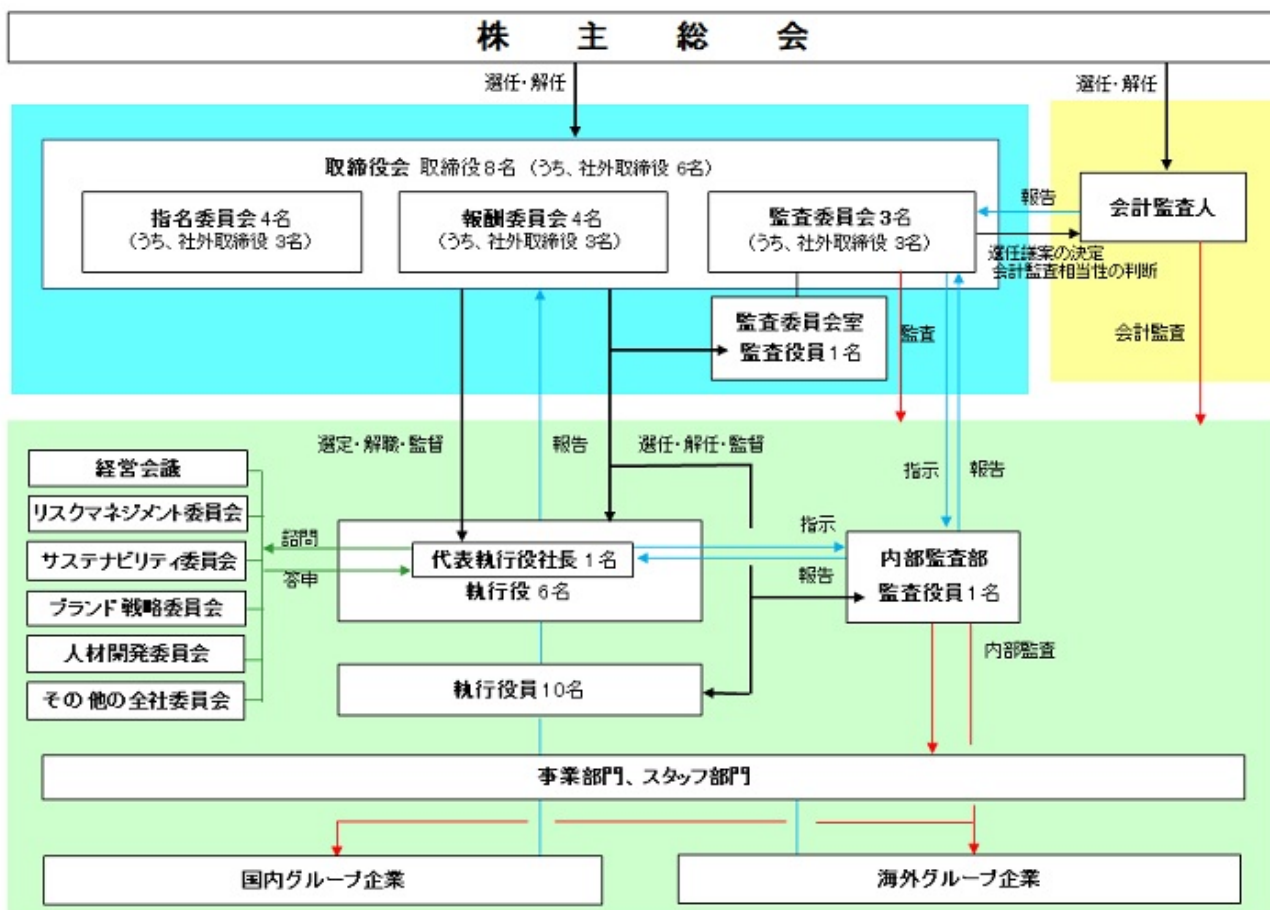 株主総会
選任・解任
選任・解任
取締役会 取締役8名（うち、社外取締役 6名）
指名委員会4名
（うち、社外取締役 3名）
報酬委員会4名
（うち、社外取締役 3名）
監査委員会3名
（うち、社外取締役 3名）
報告
会計監査人
選任議案の決定
会計監査相当性の判断
監査委員会室
監査役員1名
監査
会計監査
選定・解職・監督
報告
選任・解任・監督
指示
報告
経営会議
リスクマネジメント委員会
サステナビリティ委員会
ブランド戦略委員会
人材開発委員会
その他の全社委員会
諮問
答申
代表執行役社長 1名
執行役 6名
指示
報告
内部監査部
監査役員1名
内部監査
執行役員10名
事業部門、スタッフ部門
国内グループ企業
海外グループ企業